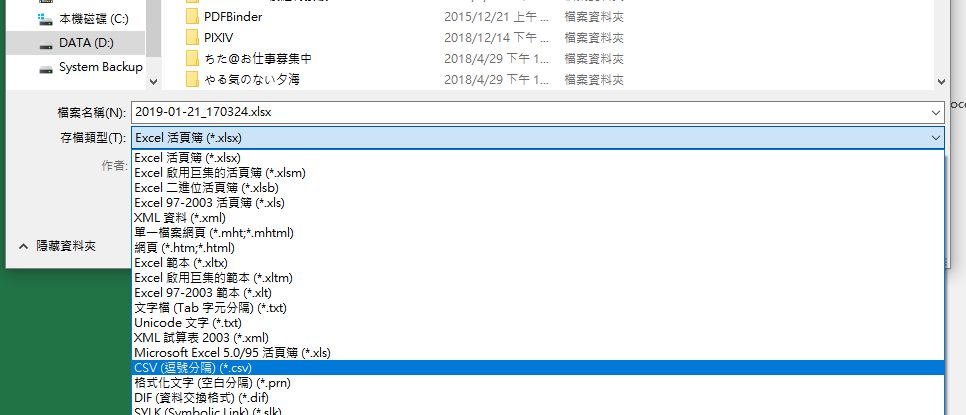 本機磁碟 (C:)
DATA (D:)
System Backup
PDFBinder 2015/12/21 上午 ... 檔案資料夾
PIXIV 2018/12/14 下午 ... 檔案資料夾
ちた@お仕事募集中 2018/4/29 下午 1... 檔案資料夾
やる気のない夕海 2018/4/29 下午 1... 檔案資料夾
檔案名稱(N): 2019-01-21_170324.xlsx
存檔類型(T): Excel 活頁簿 (*.xlsx)
作者:
Excel 活頁簿 (*.xlsx)
Excel 啟用巨集的活頁簿 (*.xlsm)
Excel 二進位活頁簿 (*.xlsb)
Excel 97-2003 活頁簿 (*.xls)
XML 資料 (*.xml)
單一檔案網頁 (*.mht;*.mhtml)
網頁 (*.htm;*.html)
Excel 範本 (*.xltx)
Excel 啟用巨集的範本 (*.xltm)
Excel 97-2003 範本 (*.xlt)
文字檔 (Tab 字元分隔) (*.txt)
Unicode 文字 (*.txt)
XML 試算表 2003 (*.xml)
Microsoft Excel 5.0/95 活頁簿 (*.xls)
CSV (逗號分隔) (*.csv)
格式化文字 (空白分隔) (*.prn)
DIF (資料交換格式) (*.dif)
SYLK (Symbolic Link) (*.slk)
隱藏資料夾